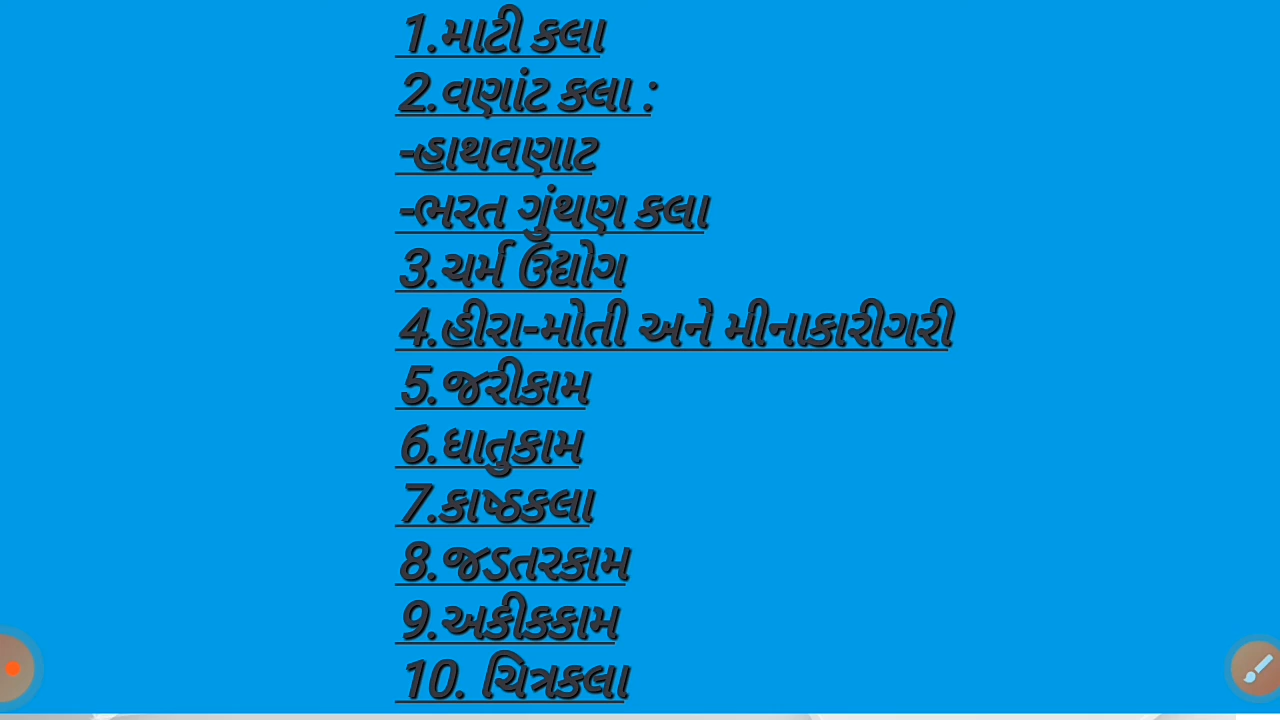 1.માટી કલા
2.વણાંટ કલા :
-હાથવણાટ
-ભરત ગુંથણ કલા
3.ચર્મ ઉદ્યોગ
4.હીરા-મોતી અને મીનાકારીગરી
5.જરીકામ
6.ધાતુકામ
7.કાષ્ઠકલા
8.જડતરકામ
9.અકીકકામ
10. ચિત્રકલા